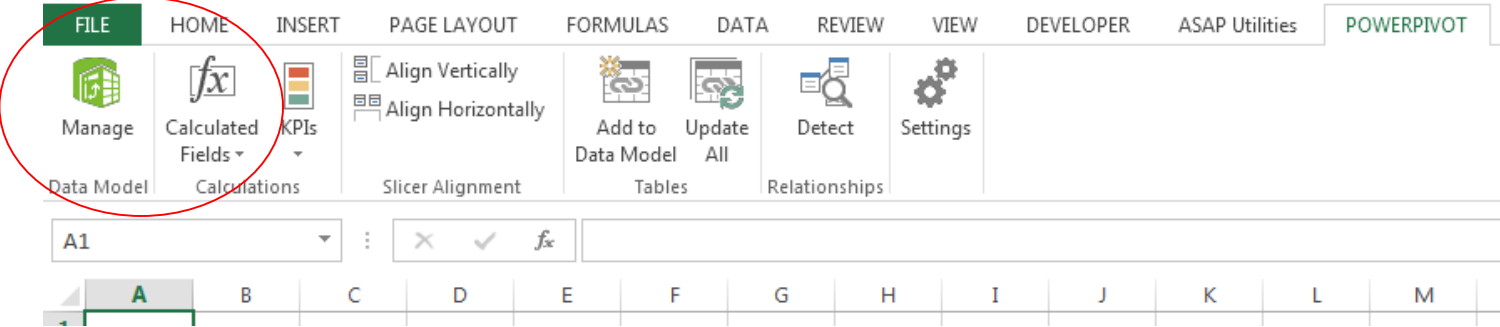 FILE HOME INSERT PAGE LAYOUT FORMULAS DATA REVIEW VIEW DEVELOPER ASAP Utilities POWERPIVOT
Manage
Calculated
Fields
KPIs
Align Vertically
Align Horizontally
Add to
Data Model
Update
All
Detect
Settings
Data Model Calculations Slicer Alignment Tables Relationships
A1 fx
A B C D E F G H I J K L M
1